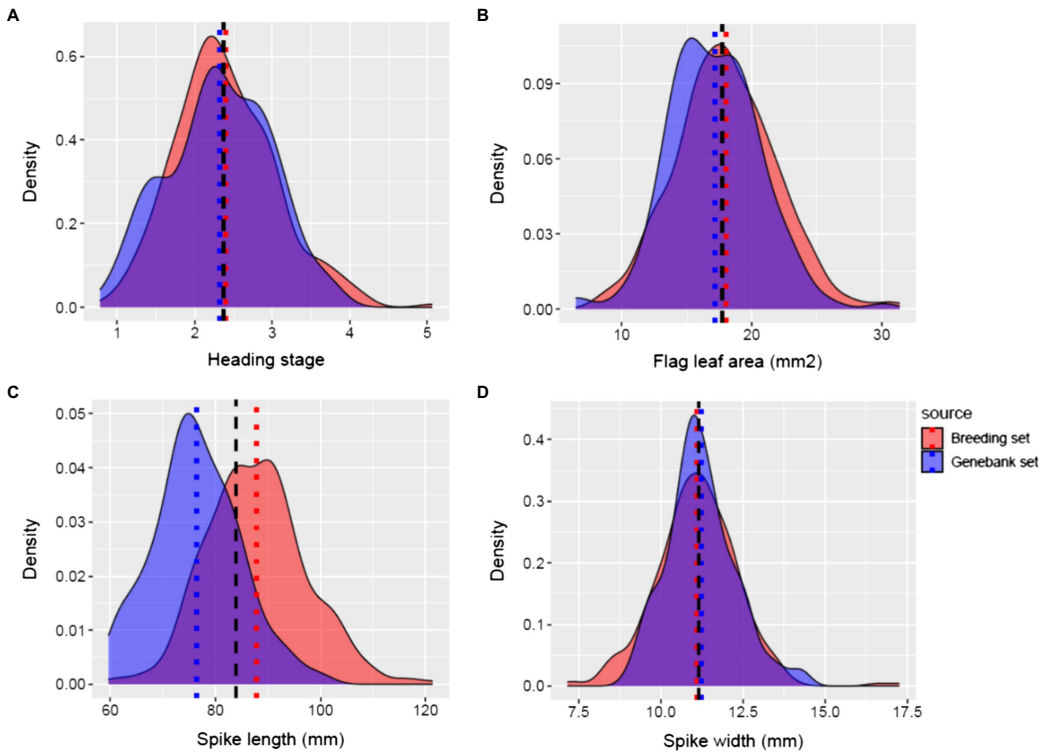 A
Density
0.6
0.4
0.2
0.0
1 2 3 4 5
Heading stage
B
Density
0.09
0.06
0.03
0.00
10 20 30
Flag leaf area (mm2)
C
Density
0.05
0.04
0.03
0.02
0.01
0.00
60 80 100 120
Spike length (mm)
D
Density
0.4
0.3
0.2
0.1
0.0
7.5 10.0 12.5 15.0 17.5
Spike width (mm)
source
Breeding set
Genebank set